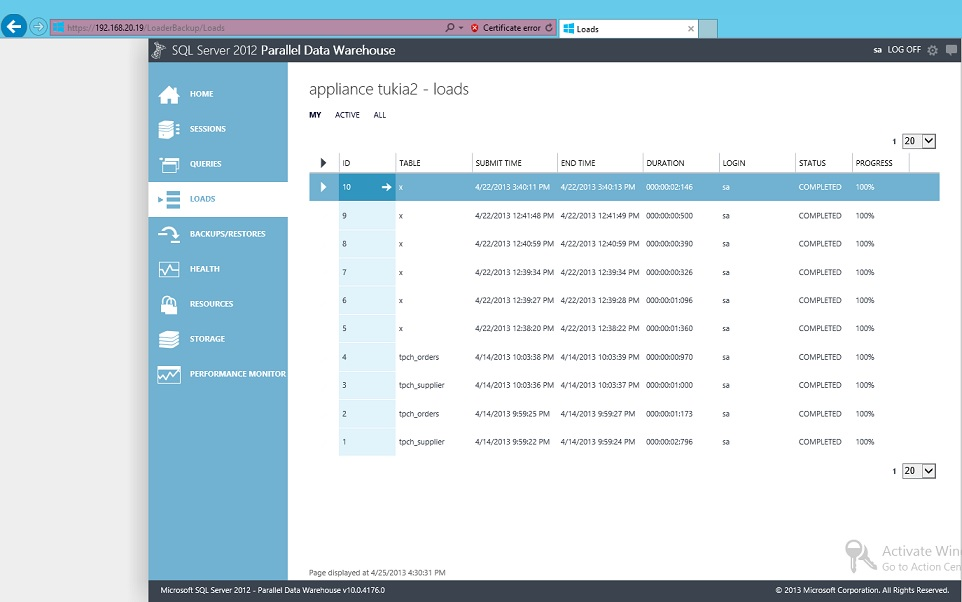 https://192.168.20.19/LoaderBackup/Loads Certificate error Loads
SQL Server 2012 Parallel Data Warehouse sa LOG OFF
HOME
SESSIONS
QUERIES
LOADS
BACKUPS/RESTORES
HEALTH
RESOURCES
STORAGE
PERFORMANCE MONITOR
appliance tukia2 - loads
MY ACTIVE ALL
1 20
ID TABLE SUBMIT TIME END TIME DURATION LOGIN STATUS PROGRESS
10 x 4/22/2013 3:40:11 PM 4/22/2013 3:40:13 PM 000:00:02:146 sa COMPLETED 100%
9 x 4/22/2013 12:41:48 PM 4/22/2013 12:41:49 PM 000:00:00:500 sa COMPLETED 100%
8 x 4/22/2013 12:40:59 PM 4/22/2013 12:40:59 PM 000:00:00:390 sa COMPLETED 100%
7 x 4/22/2013 12:39:34 PM 4/22/2013 12:39:34 PM 000:00:00:326 sa COMPLETED 100%
6 x 4/22/2013 12:39:27 PM 4/22/2013 12:39:28 PM 000:00:01:096 sa COMPLETED 100%
5 x 4/22/2013 12:38:20 PM 4/22/2013 12:38:22 PM 000:00:01:360 sa COMPLETED 100%
4 tpch_orders 4/14/2013 10:03:38 PM 4/14/2013 10:03:39 PM 000:00:00:970 sa COMPLETED 100%
3 tpch_supplier 4/14/2013 10:03:36 PM 4/14/2013 10:03:37 PM 000:00:01:000 sa COMPLETED 100%
2 tpch_orders 4/14/2013 9:59:25 PM 4/14/2013 9:59:27 PM 000:00:01:173 sa COMPLETED 100%
1 tpch_supplier 4/14/2013 9:59:22 PM 4/14/2013 9:59:24 PM 000:00:02:796 sa COMPLETED 100%
1 20
Activate Win
Go to Action Cen
Page displayed at 4/25/2013 4:30:31 PM
Microsoft SQL Server 2012 - Parallel Data Warehouse v10.0.4176.0 © 2013 Microsoft Corporation. All Rights Reserved.